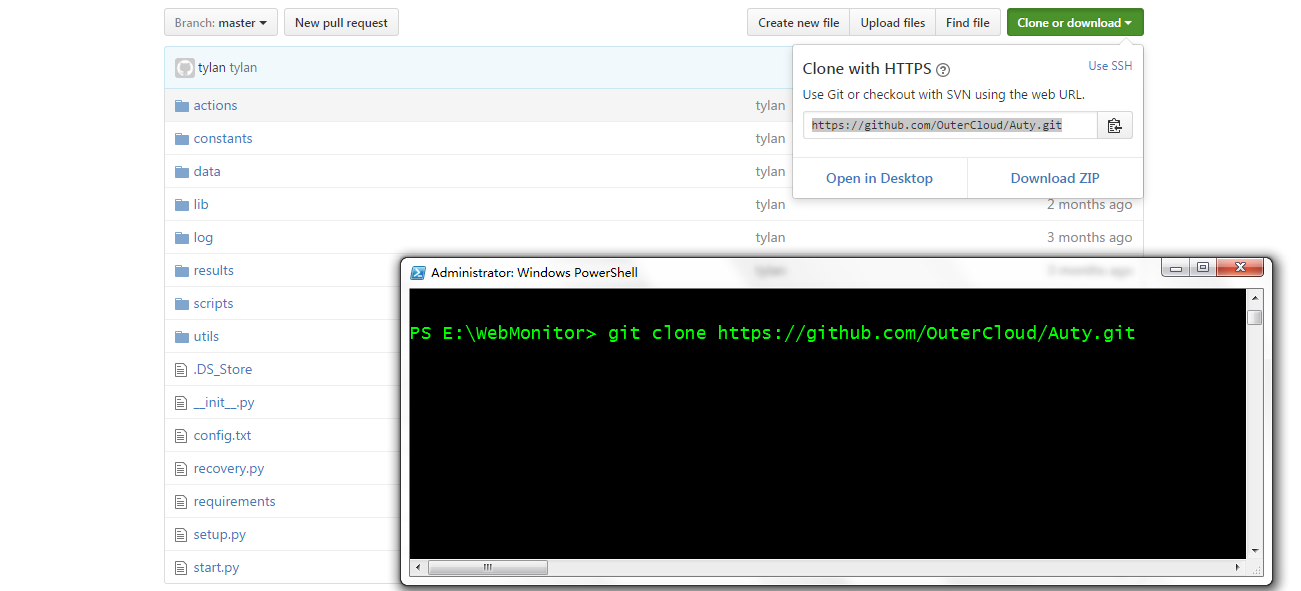 Branch: master New pull request Create new file Upload files Find file Clone or download
tylan tylan
Clone with HTTPS ? Use SSH
Use Git or checkout with SVN using the web URL.
https://github.com/OuterCloud/Auty.git
Open in Desktop Download ZIP
actions tylan
constants tylan
data tylan
lib tylan 2 months ago
log tylan 3 months ago
results
scripts
utils
.DS_Store
__init__.py
config.txt
recovery.py
requirements
setup.py
start.py
Administrator: Windows PowerShell
PS E:\WebMonitor> git clone https://github.com/OuterCloud/Auty.git